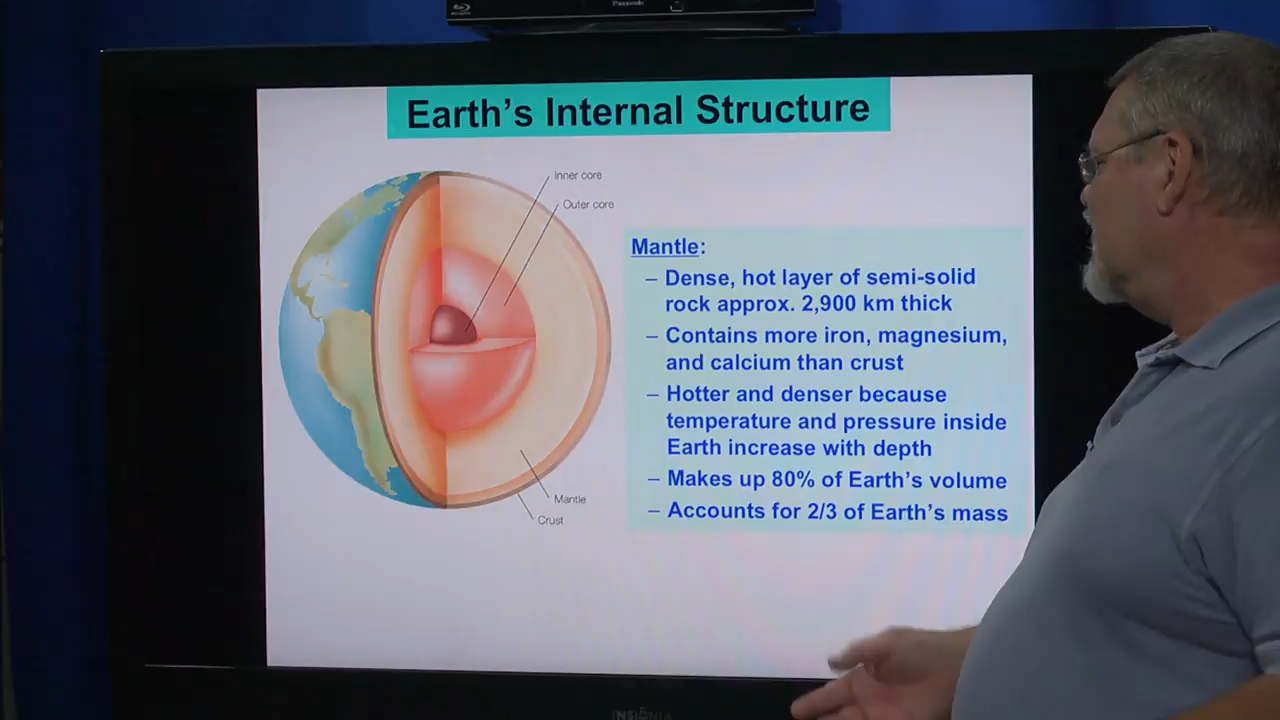 Panasonic
Earth's Internal Structure
Inner core
Outer core
Mantle:
– Dense, hot layer of semi-solid
rock approx. 2,900 km thick
– Contains more iron, magnesium,
and calcium than crust
– Hotter and denser because
temperature and pressure inside
Earth increase with depth
– Makes up 80% of Earth's volume
– Accounts for 2/3 of Earth's mass
Mantle
Crust
INSIGNIA